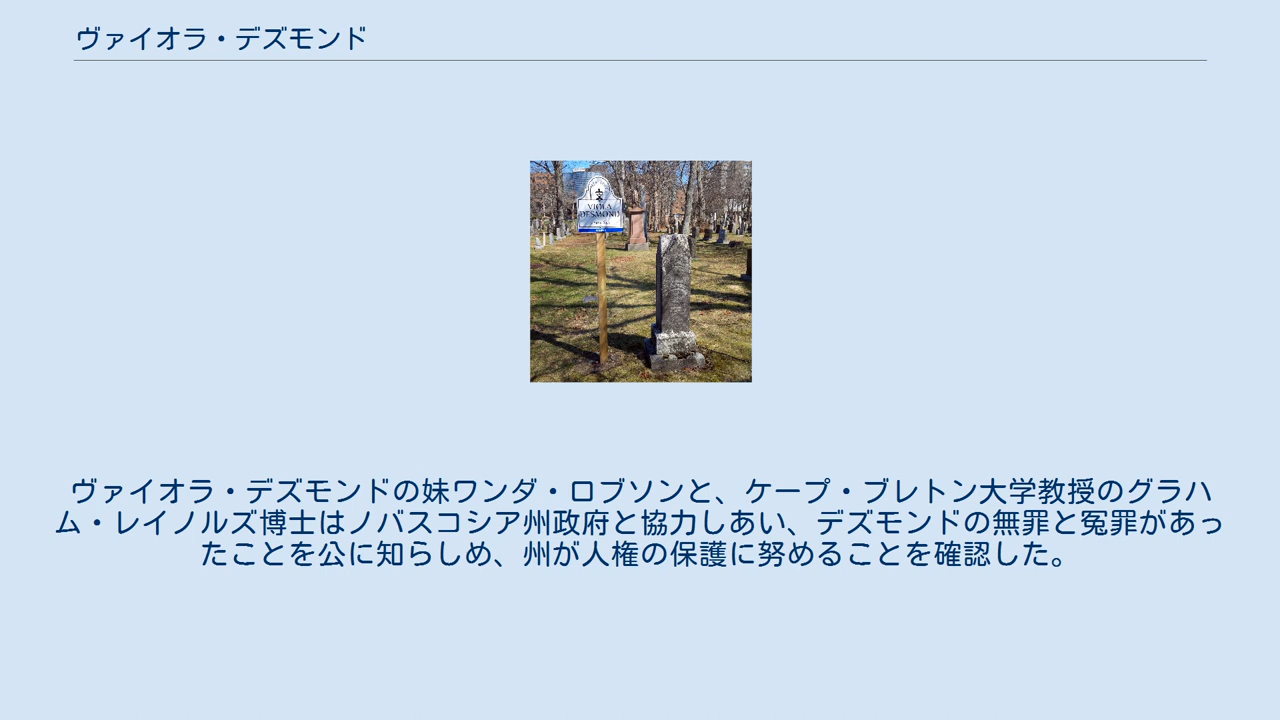 ヴァイオラ・デズモンド
VIOLA
DESMOND
ヴァイオラ・デズモンドの妹ワンダ・ロブソンと、ケープ・ブレトン大学教授のグラハ
ム・レイノルズ博士はノバスコシア州政府と協力しあい、デズモンドの無罪と冤罪があっ
たことを公に知らしめ、州が人権の保護に努めることを確認した。